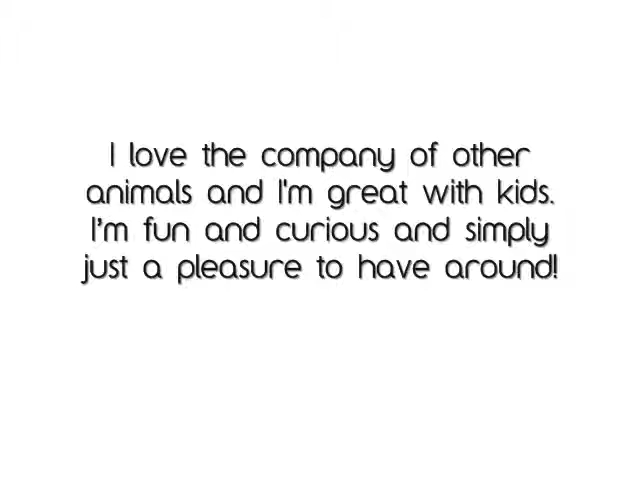 I love the company of other
animals and I'm great with kids.
I’m fun and curious and simply
just a pleasure to have around!